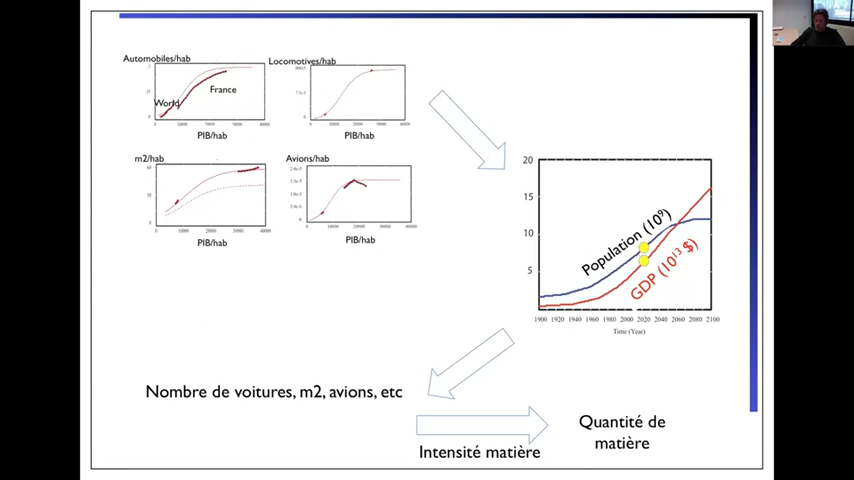 Automobiles/hab
World
France
PIB/hab
Locomotives/hab
PIB/hab
m2/hab
PIB/hab
Avions/hab
PIB/hab
20
15
10
5
Population (10⁹)
GDP (10¹³ $)
1900 1920 1940 1960 1980 2000 2020 2040 2060 2080 2100
Time (Year)
Nombre de voitures, m2, avions, etc
Intensité matière
Quantité de
matière